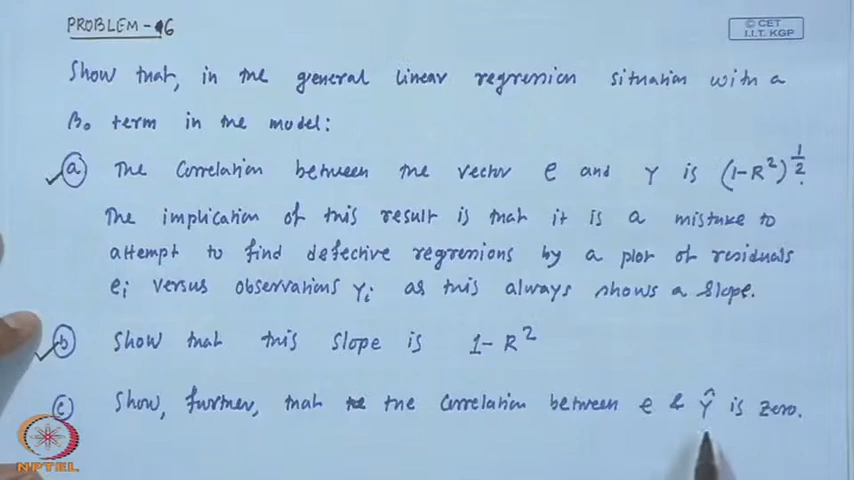 PROBLEM-16
© CET
I.I.T. KGP
Show that, in the general linear regression situation with a
β₀ term in the model:
(a) The correlation between the vector e and Y is (1-R²)^{1/2}.
The implication of this result is that it is a mistake to
attempt to find defective regressions by a plot of residuals
eᵢ versus observations Yᵢ as this always shows a slope.
(b) Show that this slope is 1-R²
(c) Show, further, that the correlation between e & Ŷ is zero.
NPTEL